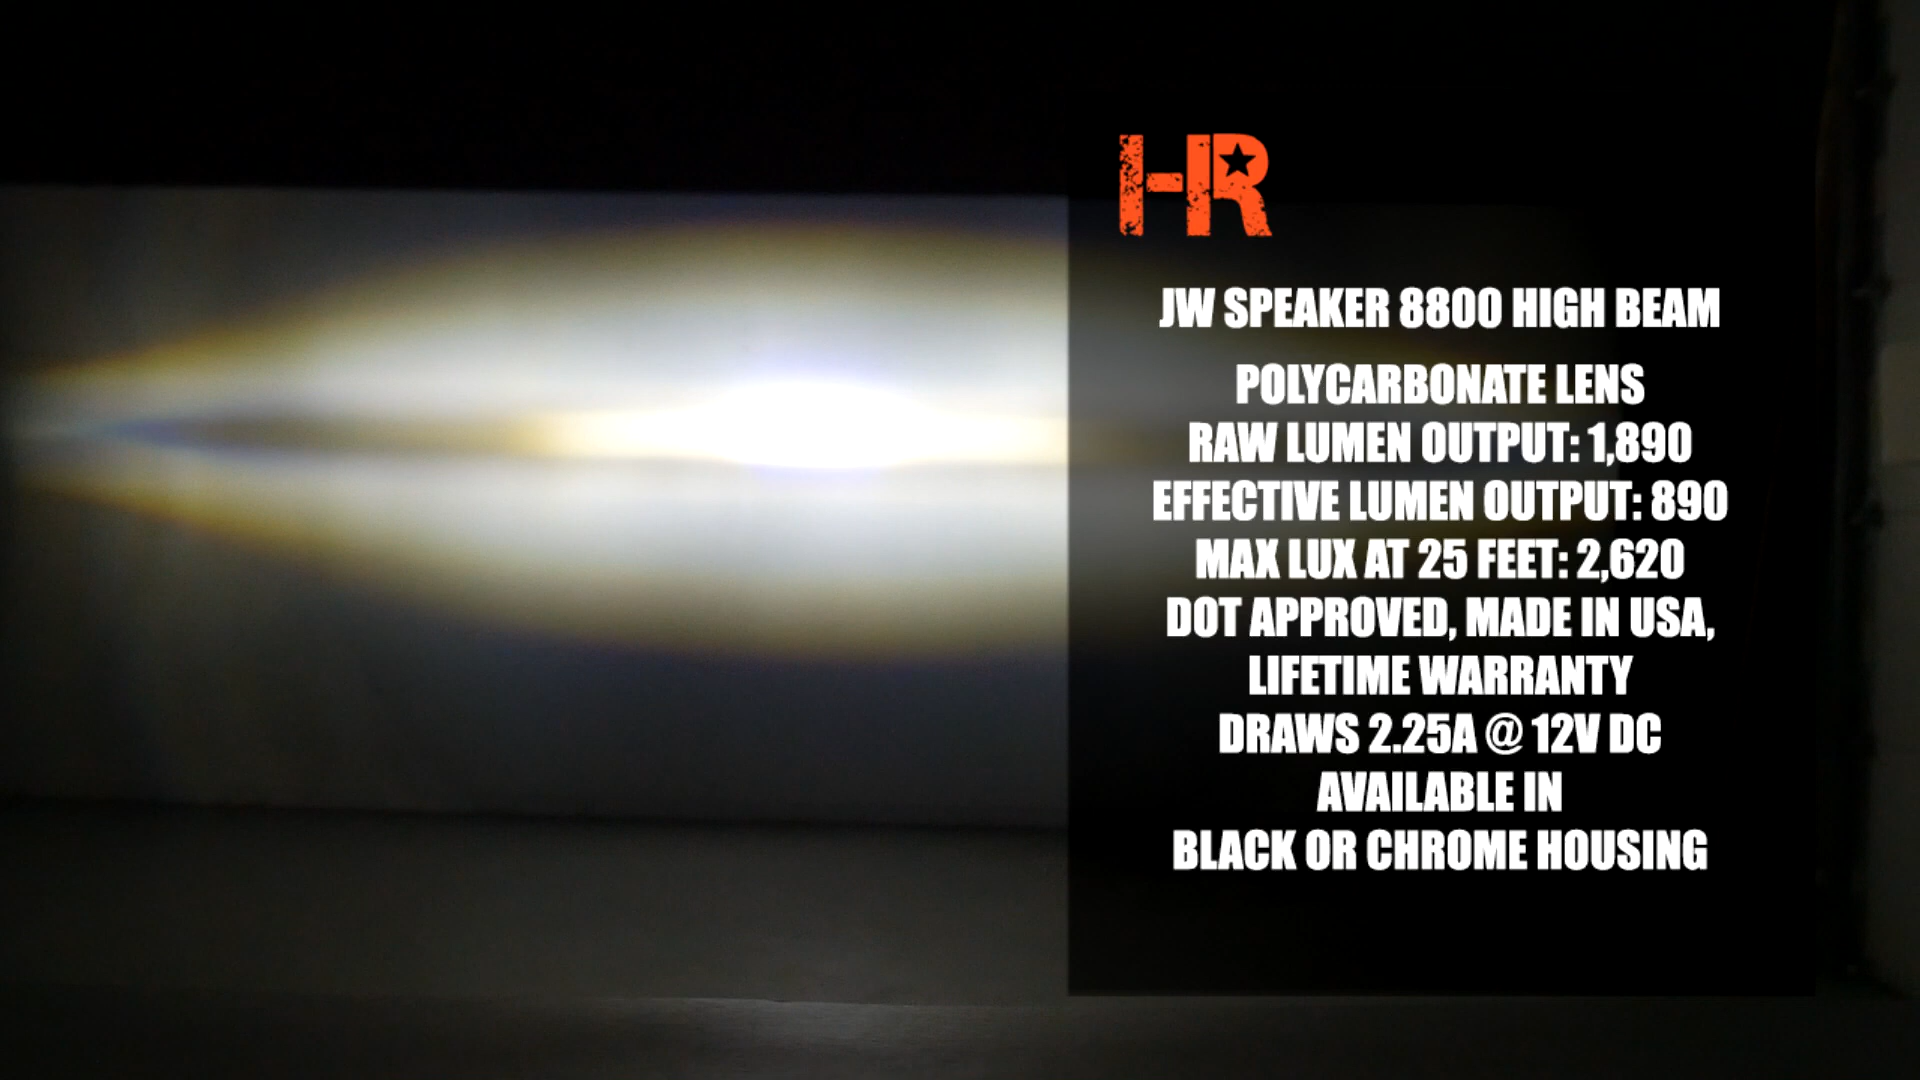 HR
JW SPEAKER 8800 HIGH BEAM
POLYCARBONATE LENS
RAW LUMEN OUTPUT: 1,890
EFFECTIVE LUMEN OUTPUT: 890
MAX LUX AT 25 FEET: 2,620
DOT APPROVED, MADE IN USA,
LIFETIME WARRANTY
DRAWS 2.25A @ 12V DC
AVAILABLE IN
BLACK OR CHROME HOUSING